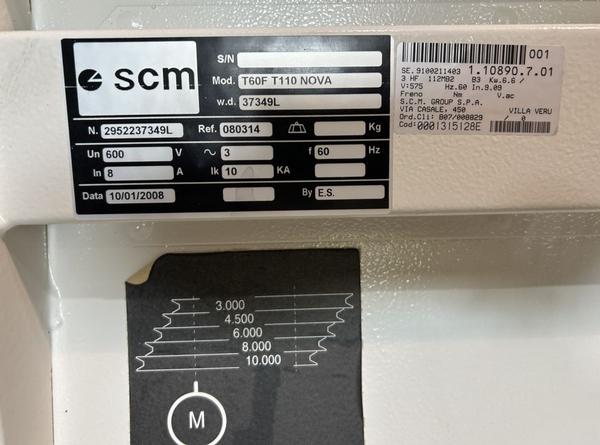 scm
S/N
Mod. T60F T110 NOVA
w.d. 37349L
N. 2952237349L Ref. 080314 Kg
Un 600 V ~ 3 f 60 Hz
In 8 A Ik 10 KA
Data 10/01/2008 By E.S.
001
SE.9100211403 1.10890.7.01
3 HF 112MB2 B3 Kw.6.6 /
V:575 Hz.60 In.9.09
Freno Nm V.ac
S.C.M. GROUP S.P.A.
VIA CASALE, 450 VILLA VERU
Ord.Cli: B07/008829 / 0
Cod:0001315128E
3.000
4.500
6.000
8.000
10.000
M